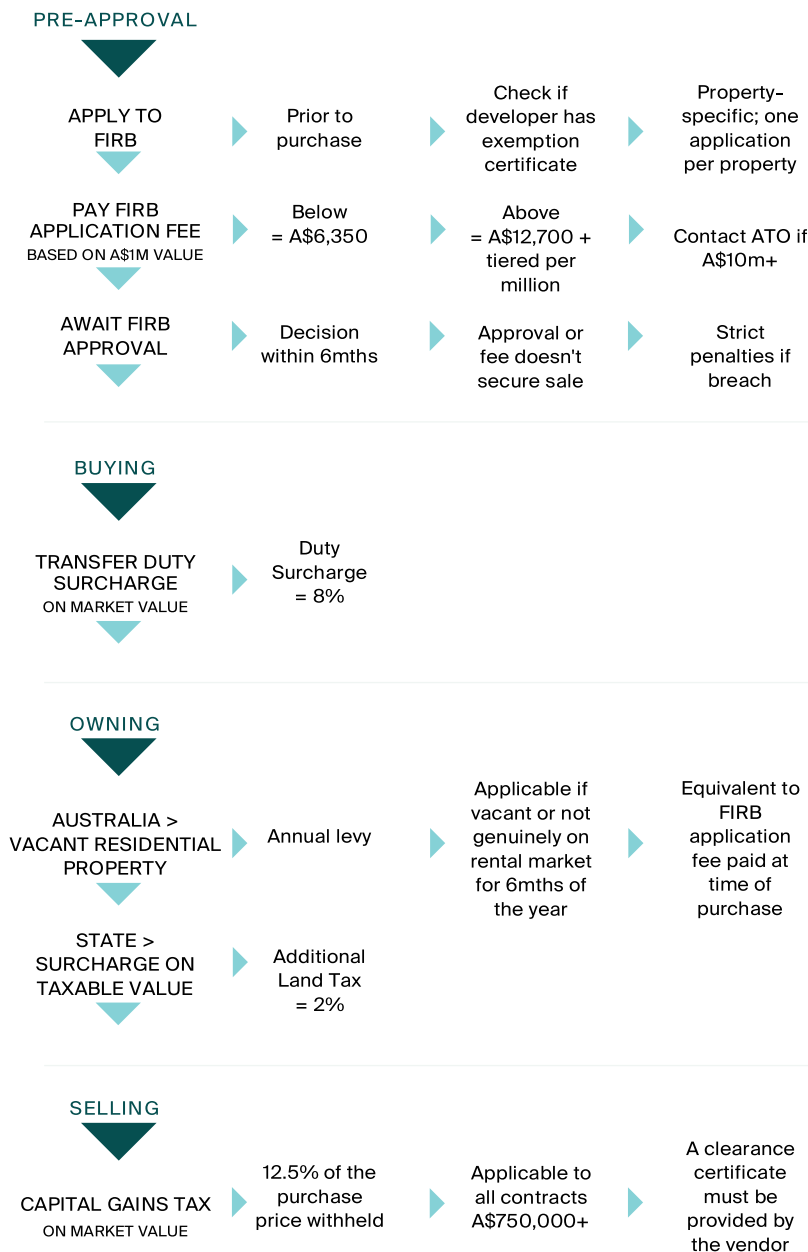 PRE-APPROVAL
APPLY TO
FIRB
Prior to
purchase
Check if
developer has
exemption
certificate
Property-
specific; one
application
per property
PAY FIRB
APPLICATION FEE
BASED ON A$1M VALUE
Below
= A$6,350
Above
= A$12,700 +
tiered per
million
Contact ATO if
A$10m+
AWAIT FIRB
APPROVAL
Decision
within 6mths
Approval or
fee doesn't
secure sale
Strict
penalties if
breach
BUYING
TRANSFER DUTY
SURCHARGE
ON MARKET VALUE
Duty
Surcharge
= 8%
OWNING
AUSTRALIA >
VACANT RESIDENTIAL
PROPERTY
Annual levy
Applicable if
vacant or not
genuinely on
rental market
for 6mths of
the year
Equivalent to
FIRB
application
fee paid at
time of
purchase
STATE >
SURCHARGE ON
TAXABLE VALUE
Additional
Land Tax
= 2%
SELLING
CAPITAL GAINS TAX
ON MARKET VALUE
12.5% of the
purchase
price withheld
Applicable to
all contracts
A$750,000+
A clearance
certificate
must be
provided by
the vendor